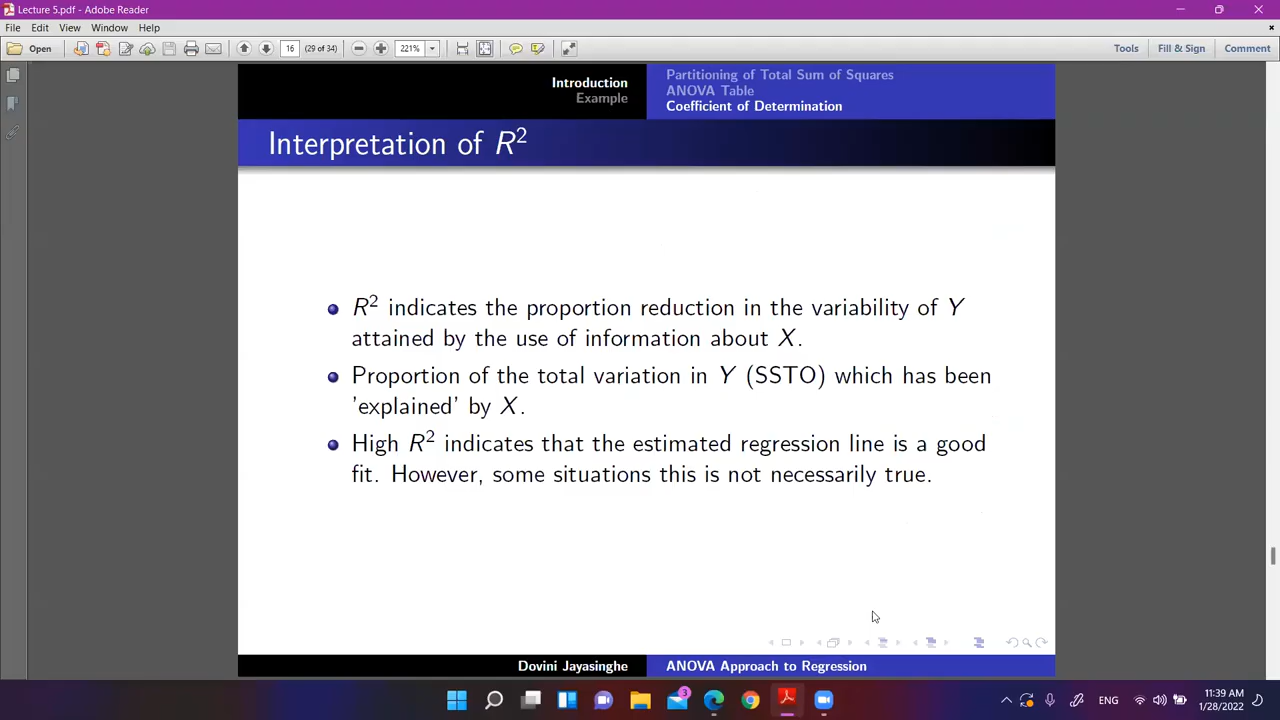 Lecture 5.pdf - Adobe Reader
File Edit View Window Help
Open 16 (29 of 34) 221% Tools Fill & Sign Comment
Introduction
Example
Partitioning of Total Sum of Squares
ANOVA Table
Coefficient of Determination
Interpretation of R²
R² indicates the proportion reduction in the variability of Y
attained by the use of information about X.
Proportion of the total variation in Y (SSTO) which has been
'explained' by X.
High R² indicates that the estimated regression line is a good
fit. However, some situations this is not necessarily true.
Dovini Jayasinghe ANOVA Approach to Regression
3
ENG
11:39 AM
1/28/2022